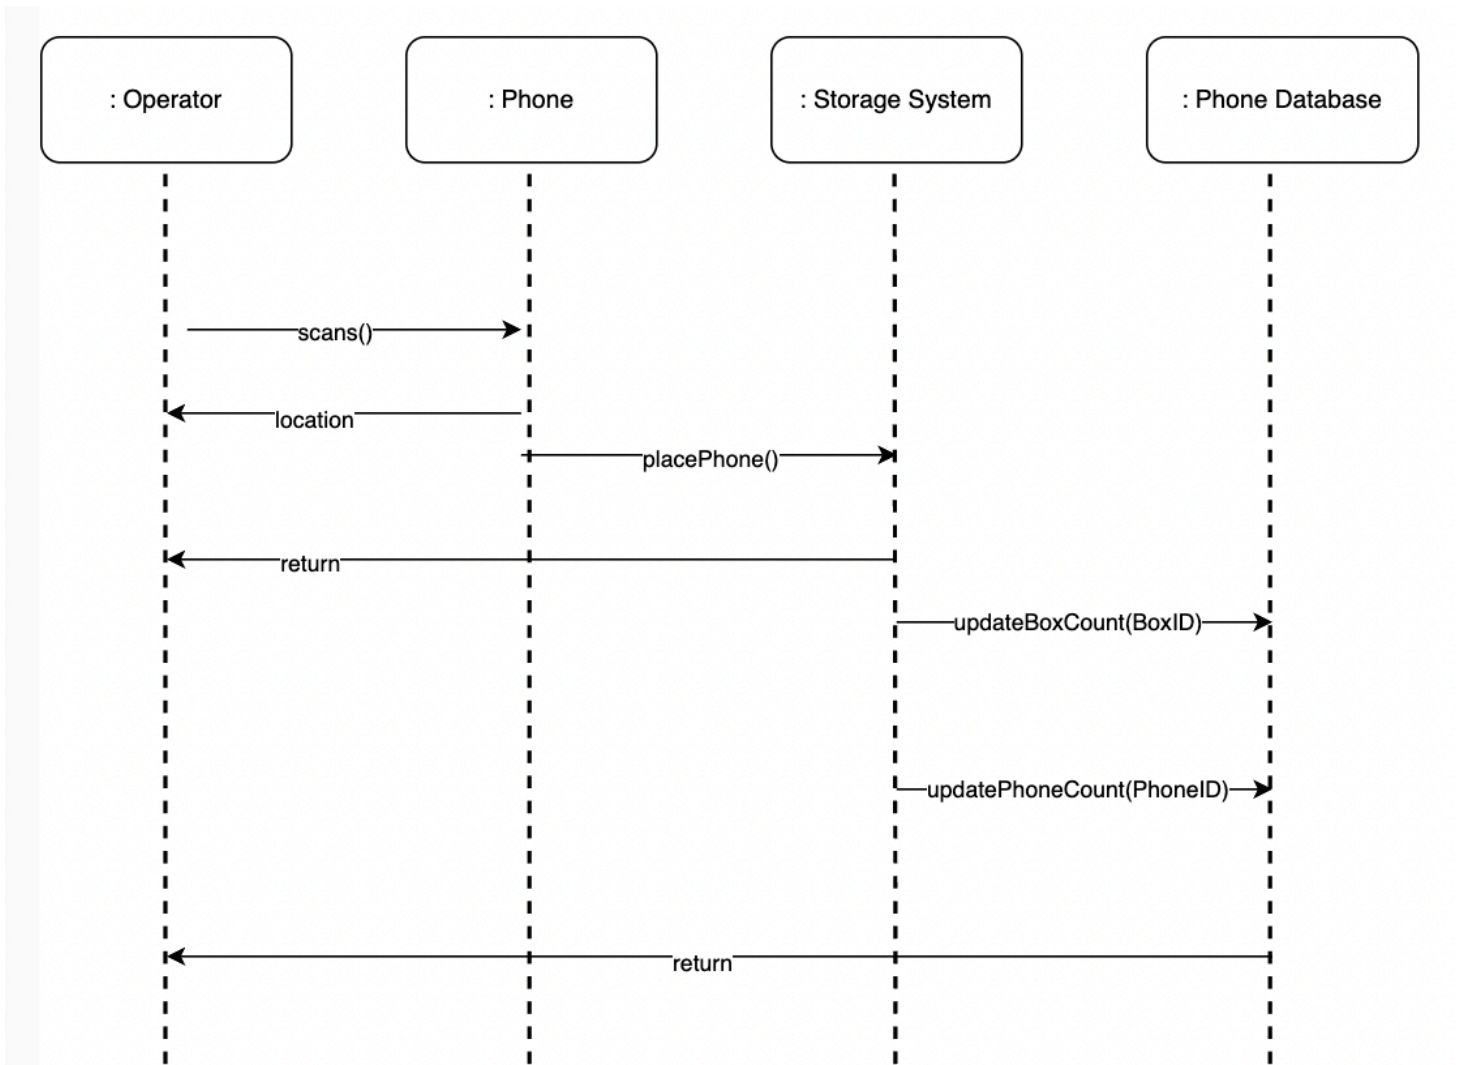 : Operator
: Phone
: Storage System
: Phone Database
scans()
location
placePhone()
return
updateBoxCount(BoxID)
updatePhoneCount(PhoneID)
return